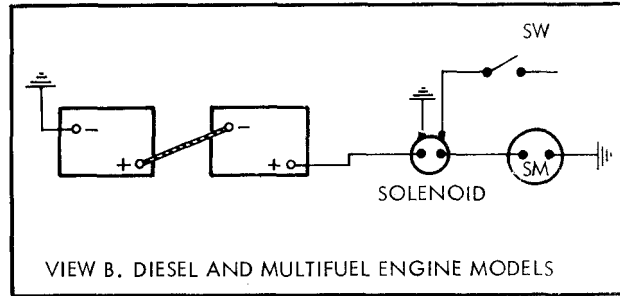 SW
-
-
+
+
SM
SOLENOID
VIEW B. DIESEL AND MULTIFUEL ENGINE MODELS